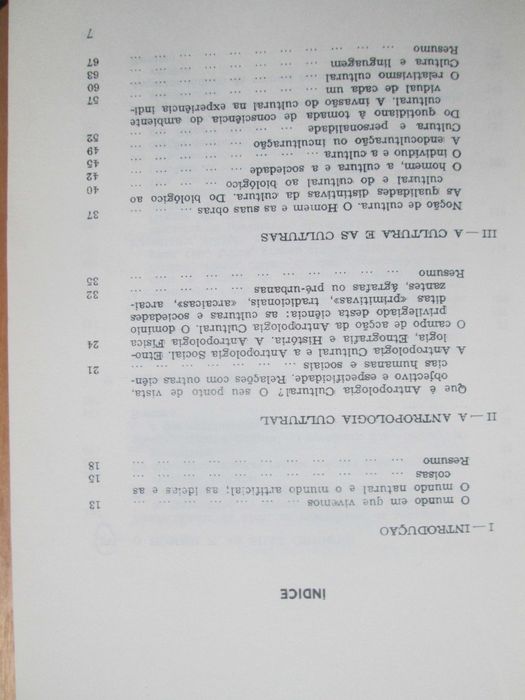 ÍNDICE
I — INTRODUÇÃO
O mundo em que vivemos ... ... ... ... ... ... ... 13
O mundo natural e o mundo artificial; as ideias e as
coisas ... ... ... ... ... ... ... ... ... ... 15
Resumo ... ... ... ... ... ... ... ... ... ... 18
II — A ANTROPOLOGIA CULTURAL
Que é Antropologia Cultural? O seu ponto de vista,
objectivo e especificidade. Relações com outras ciên-
cias humanas e sociais ... ... ... ... ... ... 21
A Antropologia Cultural e a Antropologia Social. Etno-
logia, Etnografia e História. A Antropologia Física 24
O campo de acção da Antropologia Cultural. O domínio
privilegiado desta ciência: as culturas e sociedades
ditas «primitivas», tradicionais, «arcaicas», arcai-
zantes, ágrafas ou pré-urbanas ... ... ... ... 32
Resumo ... ... ... ... ... ... ... ... ... ... 35
III — A CULTURA E AS CULTURAS
Noção de cultura. O Homem e as suas obras ... ... ... 37
As qualidades distintivas da cultura. Do biológico ao
cultural e do cultural ao biológico ... ... ... ... 40
O homem, a cultura e a sociedade ... ... ... ... 42
O indivíduo e a cultura ... ... ... ... ... ... 45
A endoculturação ou inculturação ... ... ... ... 49
Cultura e personalidade ... ... ... ... ... ... 52
Do quotidiano à tomada de consciência do ambiente
cultural. A invasão do cultural na experiência indi-
vidual de cada um ... ... ... ... ... ... ... 57
O relativismo cultural ... ... ... ... ... ... ... 60
Cultura e linguagem ... ... ... ... ... ... ... 63
Resumo ... ... ... ... ... ... ... ... ... ... 67
7